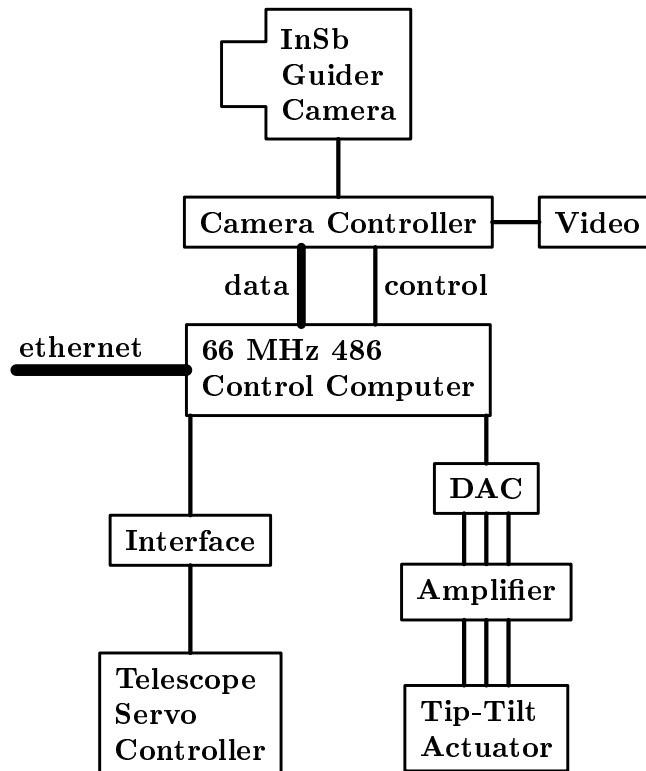 InSb
Guider
Camera
Camera Controller
Video
data
control
ethernet
66 MHz 486
Control Computer
DAC
Interface
Amplifier
Telescope
Servo
Controller
Tip-Tilt
Actuator